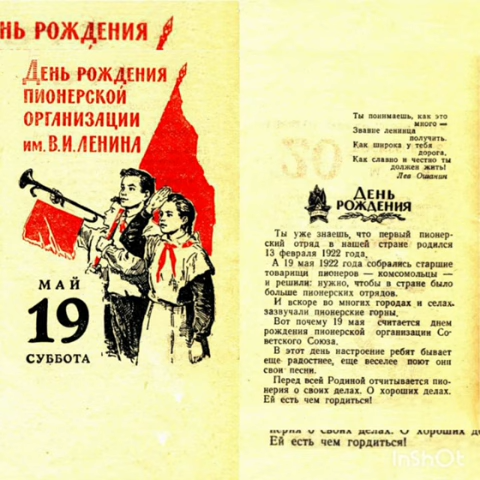 НЬ РОЖДЕНИЯ
ДЕНЬ РОЖДЕНИЯ
ПИОНЕРСКОЙ
ОРГАНИЗАЦИИ
им. В.И. ЛЕНИНА
МАЙ
19
СУББОТА
Ты понимаешь, как это
много —
Звание ленинца
получить.
Как широка у тебя
дорога,
Как славно и честно ты
должен жить!
Лев Ошанин
ДЕНЬ
РОЖДЕНИЯ
Ты уже знаешь, что первый пионер-
ский отряд в нашей стране родился
13 февраля 1922 года.
А 19 мая 1922 года собрались старшие
товарищи пионеров — комсомольцы —
и решили: нужно, чтобы в стране было
больше пионерских отрядов.
И вскоре во многих городах и селах
зазвучали пионерские горны.
Вот почему 19 мая считается днем
рождения пионерской организации Со-
ветского Союза.
В этот день настроение ребят бывает
еще радостнее, еще веселее поют они
свои песни.
Перед всей Родиной отчитывается пио-
нерия о своих делах. О хороших делах.
Ей есть чем гордиться!
нерия о своих делах. О хороших де
Ей есть чем гордиться!
InShOt